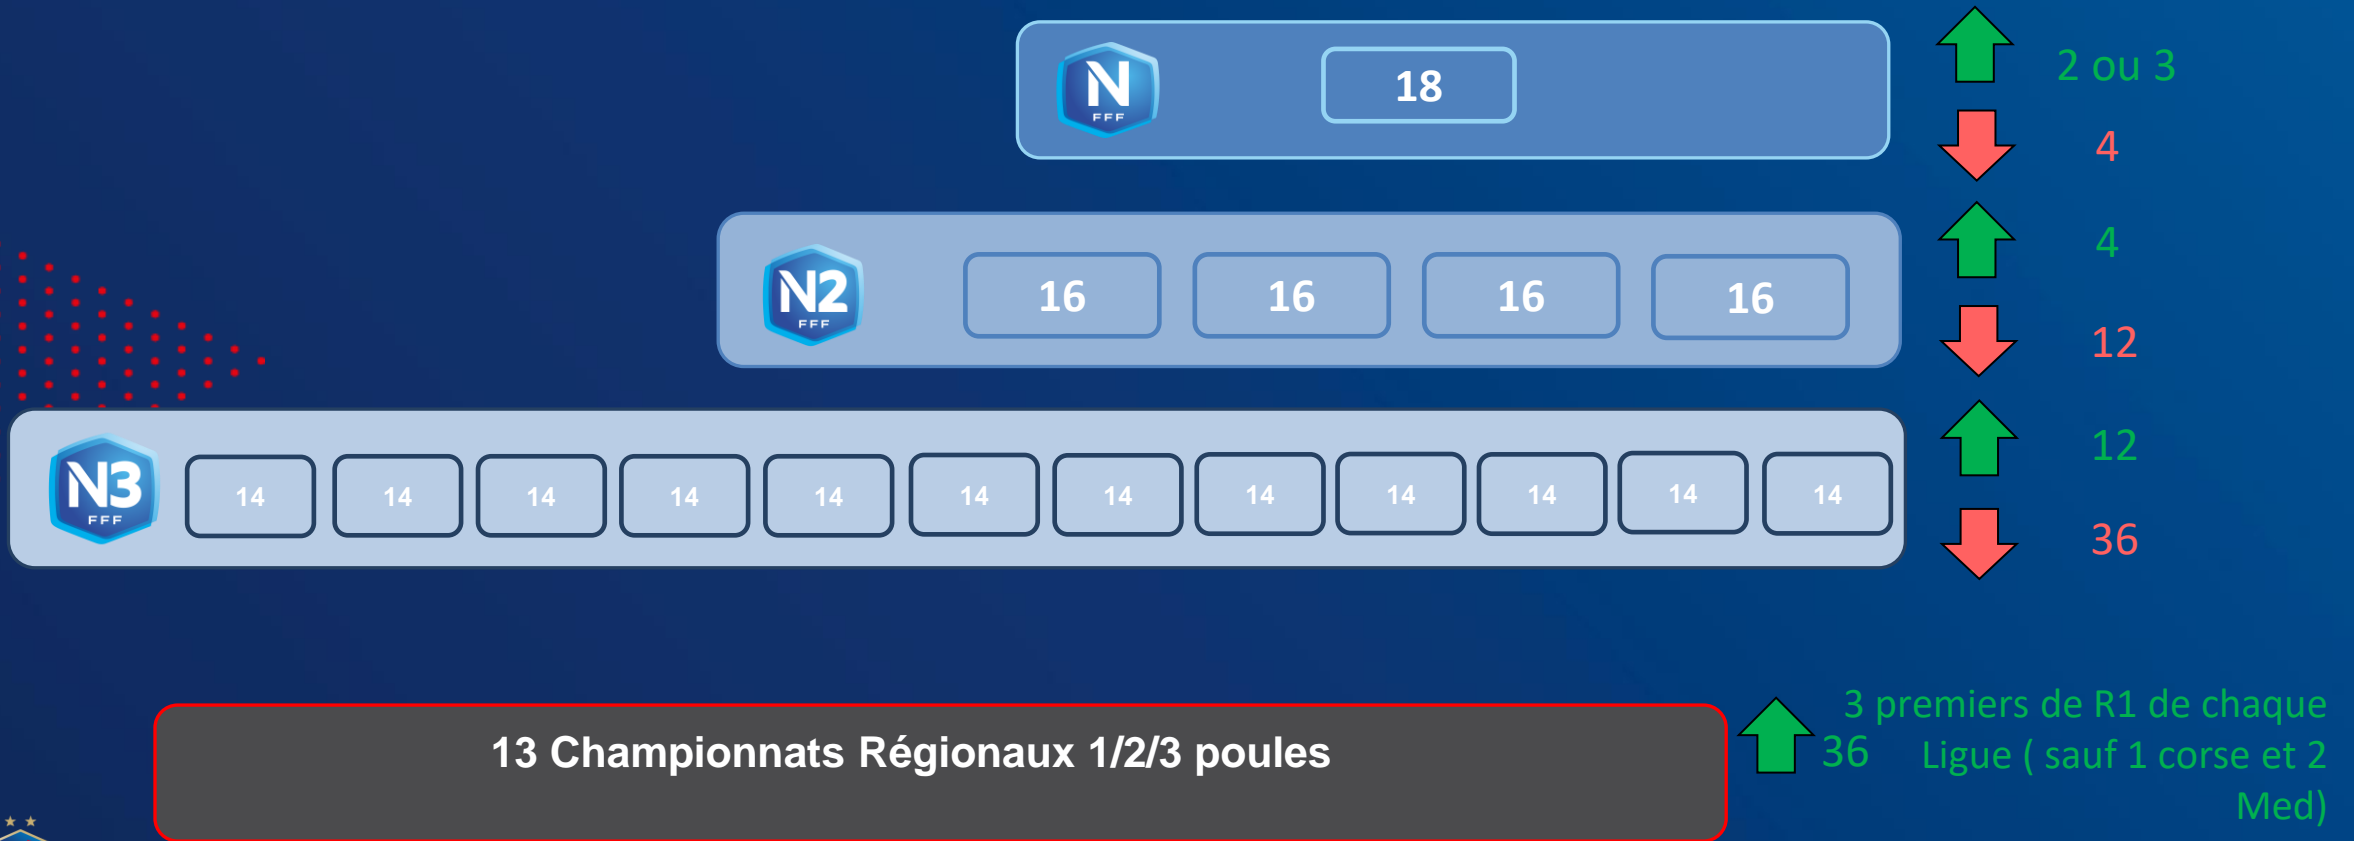 N
FFF
18
2 ou 3
4
N2
FFF
16 16 16 16
4
12
N3
FFF
14 14 14 14 14 14 14 14 14 14 14 14
12
36
13 Championnats Régionaux 1/2/3 poules
36
3 premiers de R1 de chaque
Ligue ( sauf 1 corse et 2
Med)